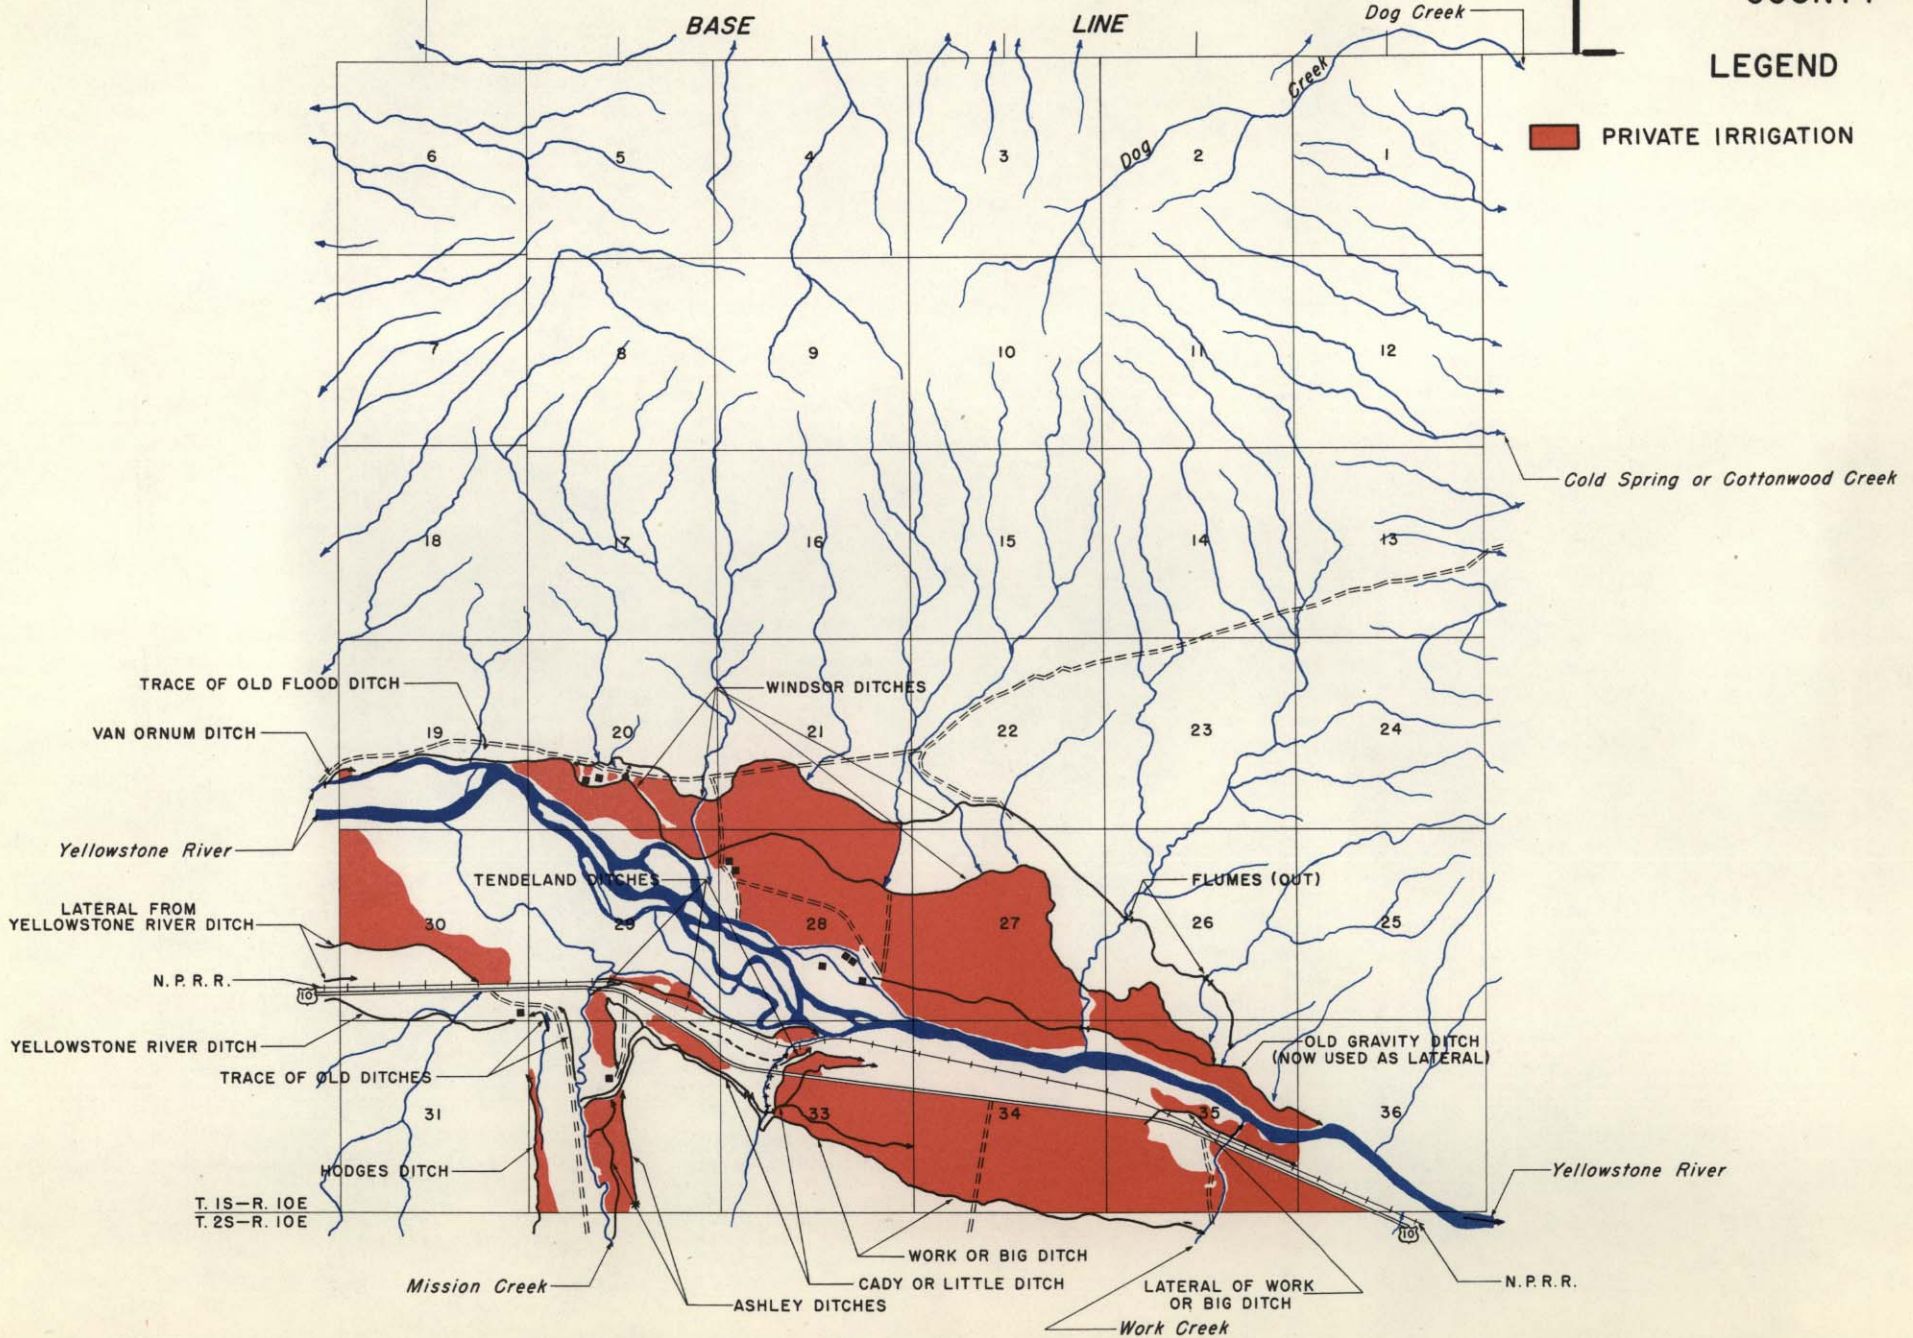 COUNTY
Dog Creek
BASE LINE
LEGEND
PRIVATE IRRIGATION
Dog Creek
6 5 4 3 2 1
7 8 9 10 11 12
Cold Spring or Cottonwood Creek
18 17 16 15 14 13
TRACE OF OLD FLOOD DITCH
WINDSOR DITCHES
VAN ORNUM DITCH
19 20 21 22 23 24
Yellowstone River
TENDELAND DITCHES
FLUMES (OUT)
LATERAL FROM
YELLOWSTONE RIVER DITCH
30 29 28 27 26 25
N.P.R.R.
10
YELLOWSTONE RIVER DITCH
OLD GRAVITY DITCH
(NOW USED AS LATERAL)
TRACE OF OLD DITCHES
31 33 34 35 36
HODGES DITCH
Yellowstone River
T. 1S–R. 10E
T. 2S–R. 10E
10
WORK OR BIG DITCH
Mission Creek
CADY OR LITTLE DITCH
LATERAL OF WORK
OR BIG DITCH
N.P.R.R.
ASHLEY DITCHES
Work Creek